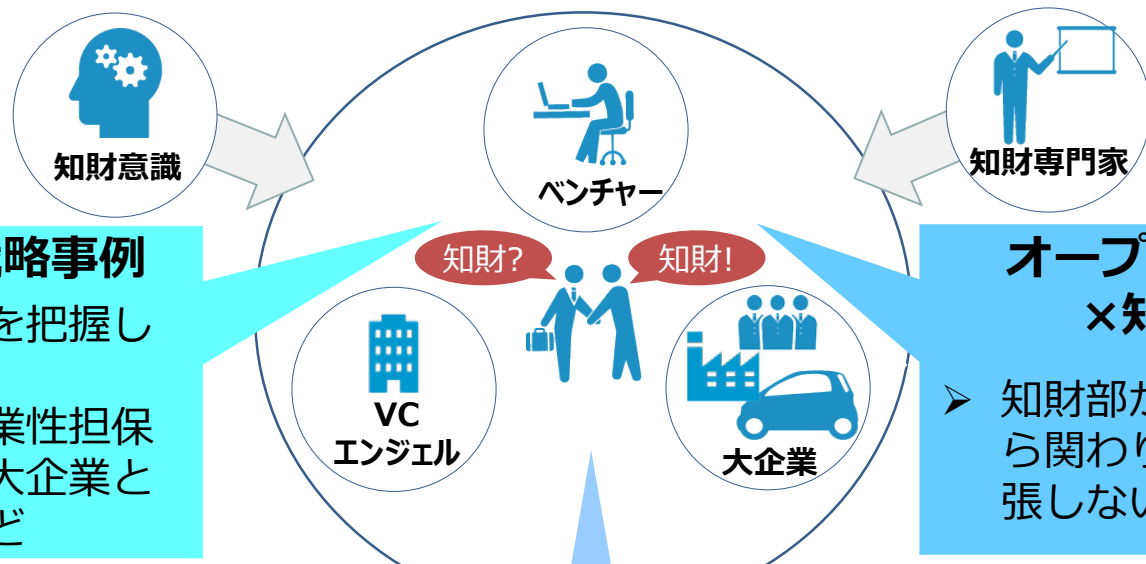 知財意識
知財専門家
ベンチャー
知財?
知財!
VC
エンジェル
大企業
略事例
を把握し
業性担保
大企業と
ど
オープ
×知
➢ 知財部が
ら関わり
張しない